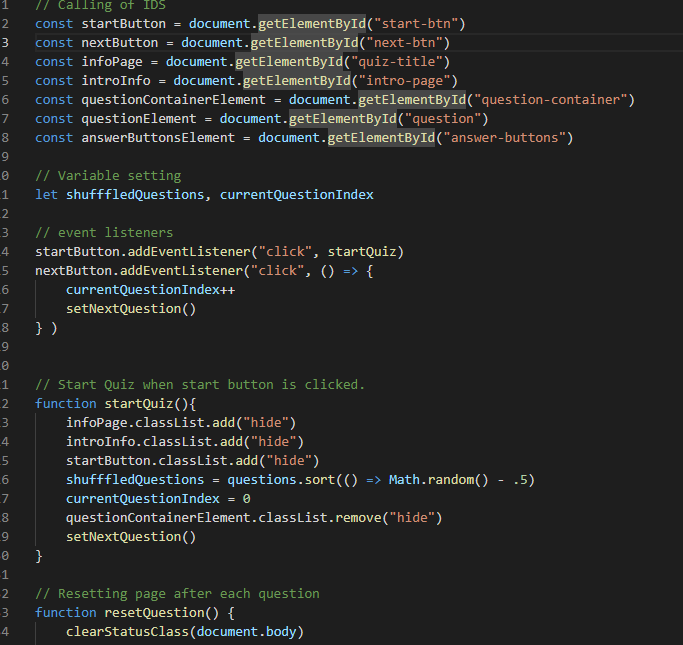 1 // Calling of IDS
2 const startButton = document.getElementById("start-btn")
3 const nextButton = document.getElementById("next-btn")
4 const infoPage = document.getElementById("quiz-title")
5 const introInfo = document.getElementById("intro-page")
6 const questionContainerElement = document.getElementById("question-container")
7 const questionElement = document.getElementById("question")
8 const answerButtonsElement = document.getElementById("answer-buttons")
9
0 // Variable setting
1 let shufffledQuestions, currentQuestionIndex
2
3 // event listeners
4 startButton.addEventListener("click", startQuiz)
5 nextButton.addEventListener("click", () => {
6 currentQuestionIndex++
7 setNextQuestion()
8 } )
9
0
1 // Start Quiz when start button is clicked.
2 function startQuiz(){
3 infoPage.classList.add("hide")
4 introInfo.classList.add("hide")
5 startButton.classList.add("hide")
6 shufffledQuestions = questions.sort(() => Math.random() - .5)
7 currentQuestionIndex = 0
8 questionContainerElement.classList.remove("hide")
9 setNextQuestion()
0 }
1
2 // Resetting page after each question
3 function resetQuestion() {
4 clearStatusClass(document.body)